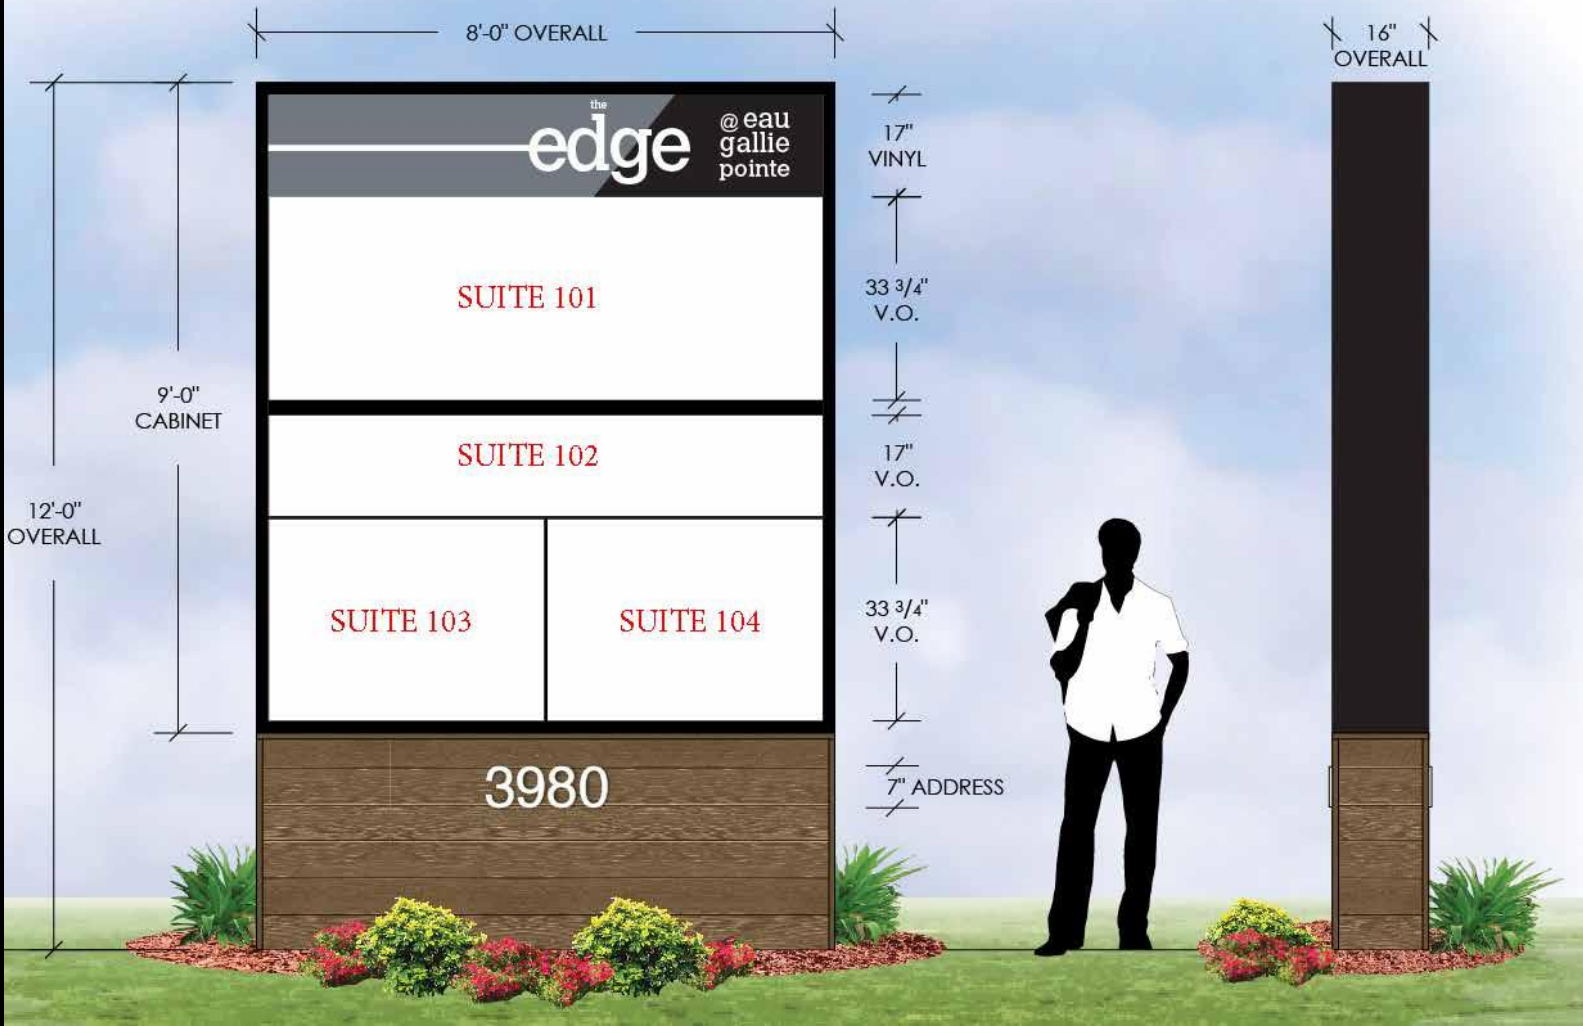 8'-0" OVERALL
16"
OVERALL
the
edge
@ eau
gallie
pointe
17"
VINYL
SUITE 101
33 3/4"
V.O.
9'-0"
CABINET
SUITE 102
17"
V.O.
12'-0"
OVERALL
SUITE 103
SUITE 104
33 3/4"
V.O.
3980
7" ADDRESS